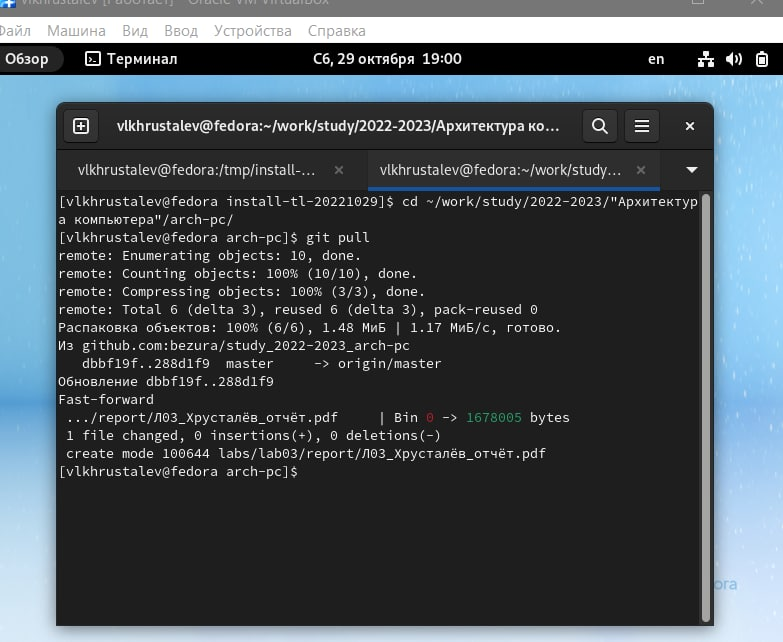 vlkhrustalev [Работает] - Oracle VM VirtualBox
Файл Машина Вид Ввод Устройства Справка
Обзор Терминал Сб, 29 октября 19:00 en
vlkhrustalev@fedora:~/work/study/2022-2023/Архитектура ко...
vlkhrustalev@fedora:/tmp/install-... vlkhrustalev@fedora:~/work/study...
[vlkhrustalev@fedora install-tl-20221029]$ cd ~/work/study/2022-2023/"Архитектур
а компьютера"/arch-pc/
[vlkhrustalev@fedora arch-pc]$ git pull
remote: Enumerating objects: 10, done.
remote: Counting objects: 100% (10/10), done.
remote: Compressing objects: 100% (3/3), done.
remote: Total 6 (delta 3), reused 6 (delta 3), pack-reused 0
Распаковка объектов: 100% (6/6), 1.48 МиБ | 1.17 МиБ/с, готово.
Из github.com:bezura/study_2022-2023_arch-pc
   dbbf19f..288d1f9  master     -> origin/master
Обновление dbbf19f..288d1f9
Fast-forward
 .../report/Л03_Хрусталёв_отчёт.pdf     | Bin 0 -> 1678005 bytes
 1 file changed, 0 insertions(+), 0 deletions(-)
 create mode 100644 labs/lab03/report/Л03_Хрусталёв_отчёт.pdf
[vlkhrustalev@fedora arch-pc]$
ora